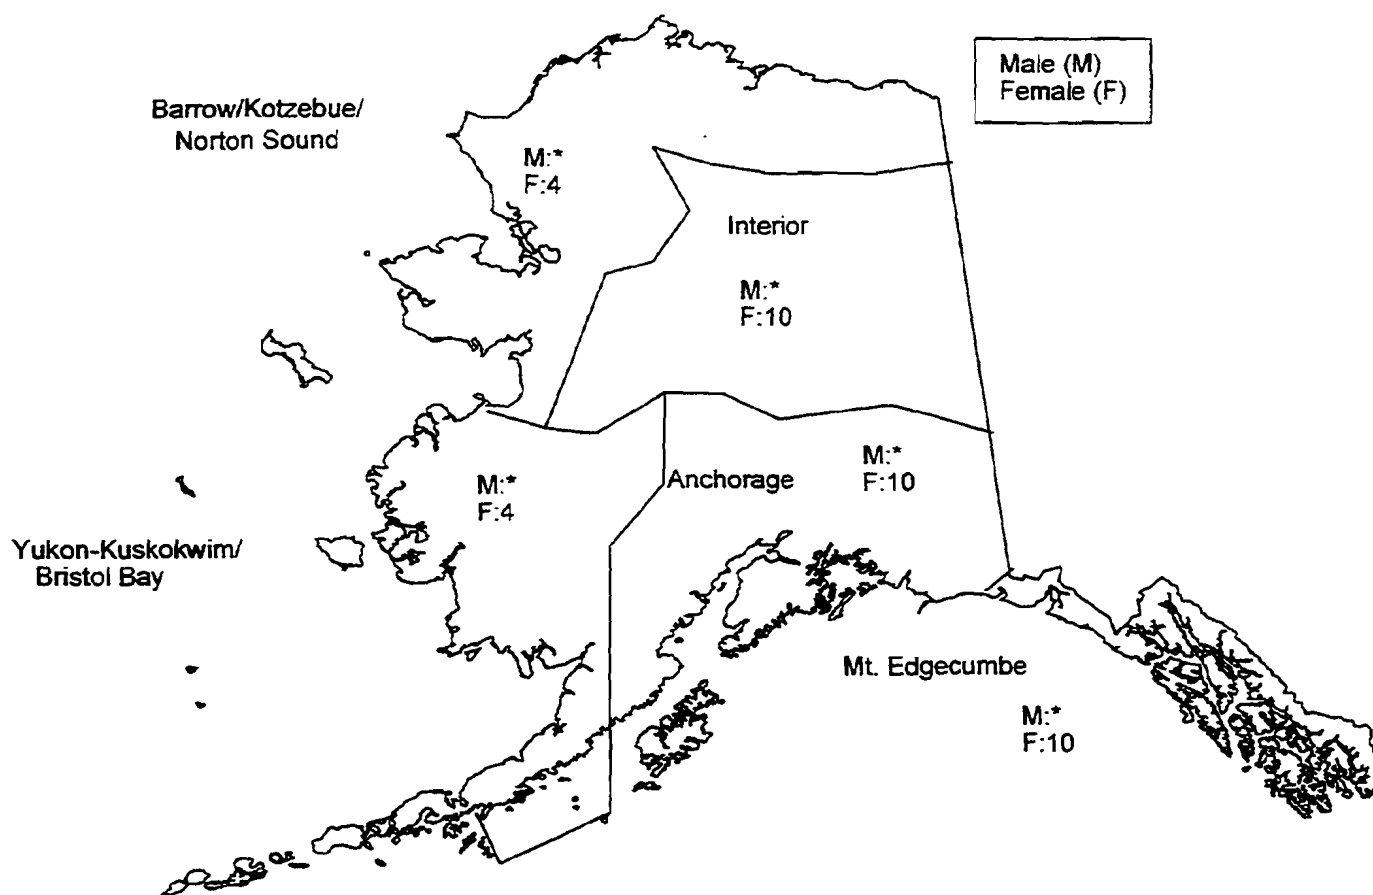 Male (M)
Female (F)
Barrow/Kotzebue/
Norton Sound
M:*
F:4
Interior
M:*
F:10
M:*
F:10
Anchorage
M:*
F:4
Yukon-Kuskokwim/
Bristol Bay
Mt. Edgecumbe
M:*
F:10